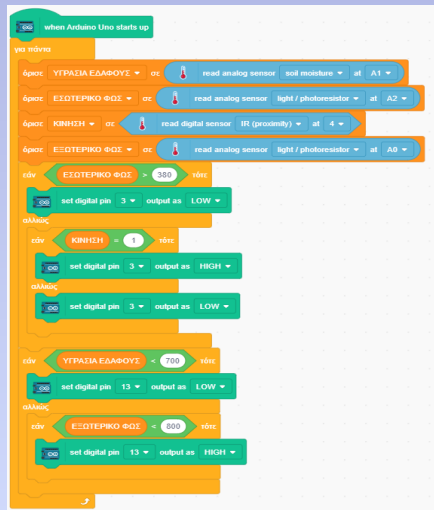 when Arduino Uno starts up
για πάντα
όρισε ΥΓΡΑΣΙΑ ΕΔΑΦΟΥΣ σε read analog sensor soil moisture at A1
όρισε ΕΣΩΤΕΡΙΚΟ ΦΩΣ σε read analog sensor light / photoresistor at A2
όρισε ΚΙΝΗΣΗ σε read digital sensor IR (proximly) at 4
όρισε ΕΞΩΤΕΡΙΚΟ ΦΩΣ σε read analog sensor light / photoresistor at A0
εάν ΕΣΩΤΕΡΙΚΟ ΦΩΣ > 380 τότε
set digital pin 3 output as LOW
αλλιώς
εάν ΚΙΝΗΣΗ = 1 τότε
set digital pin 3 output as HIGH
αλλιώς
set digital pin 3 output as LOW
εάν ΥΓΡΑΣΙΑ ΕΔΑΦΟΥΣ < 700 τότε
set digital pin 13 output as LOW
αλλιώς
εάν ΕΞΩΤΕΡΙΚΟ ΦΩΣ < 800 τότε
set digital pin 13 output as HIGH